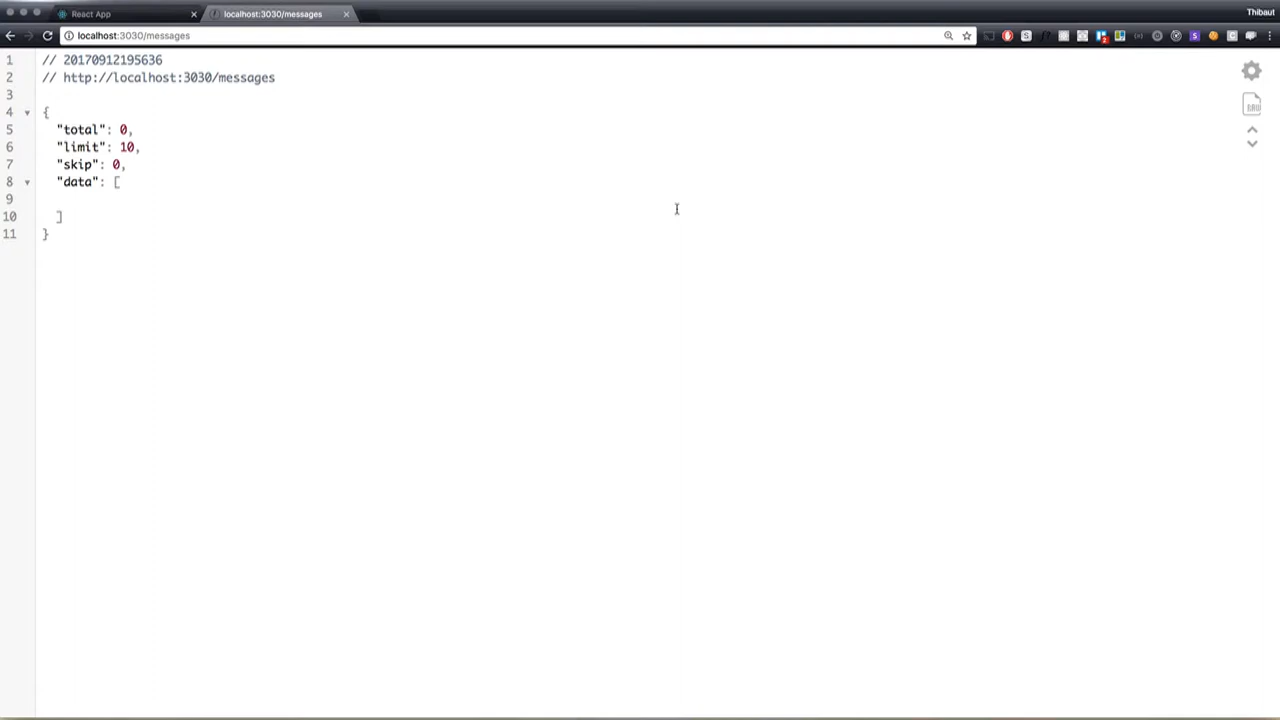 React App
localhost:3030/messages
Thibaut
localhost:3030/messages
1 // 20170912195636
2 // http://localhost:3030/messages
3
4 {
5 "total": 0,
6 "limit": 10,
7 "skip": 0,
8 "data": [
9
10 ]
11 }
RAW